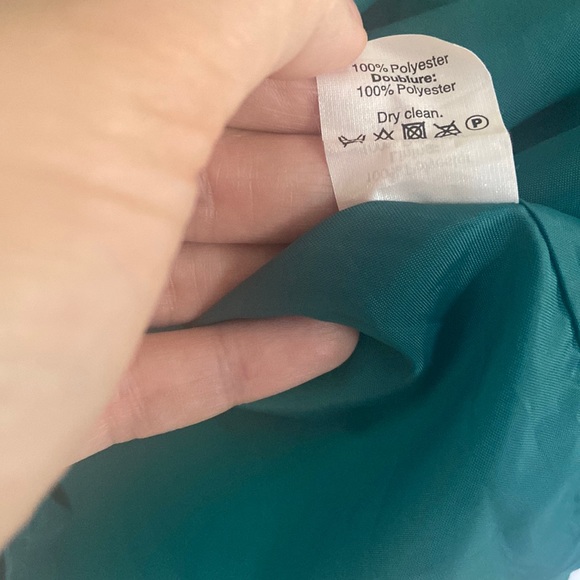 100% Polyester
Doublure:
100% Polyester
Dry clean.
P